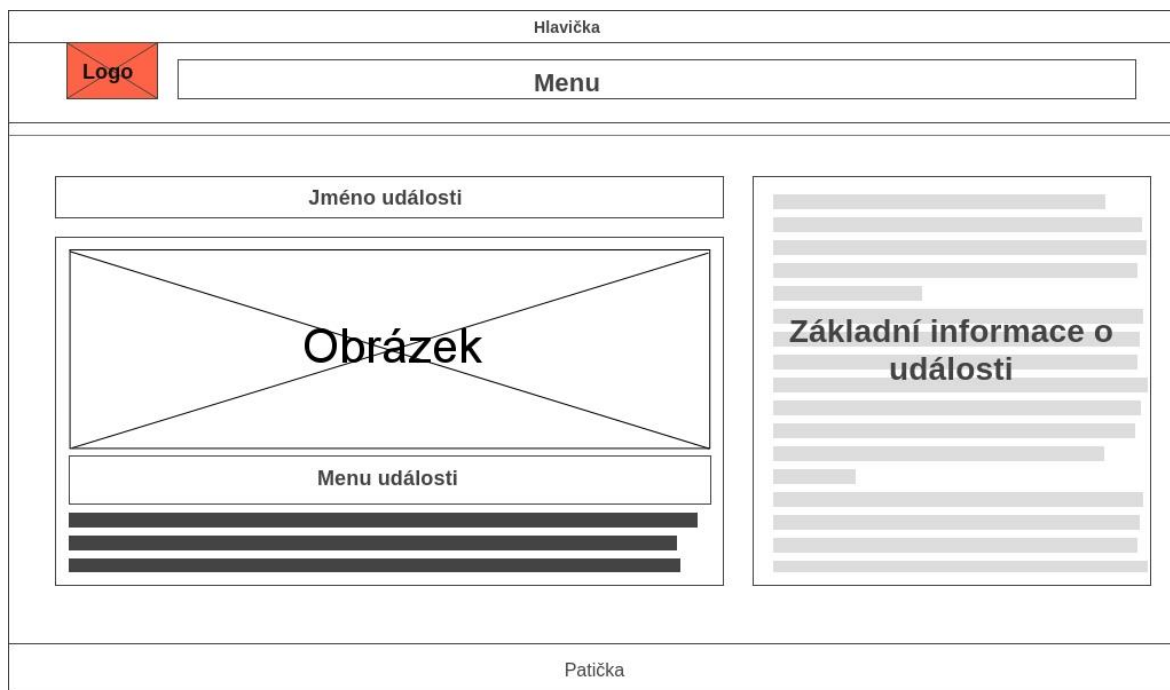 Hlavička
Logo
Menu
Jméno události
Obrázek
Menu události
Základní informace o
události
Patička